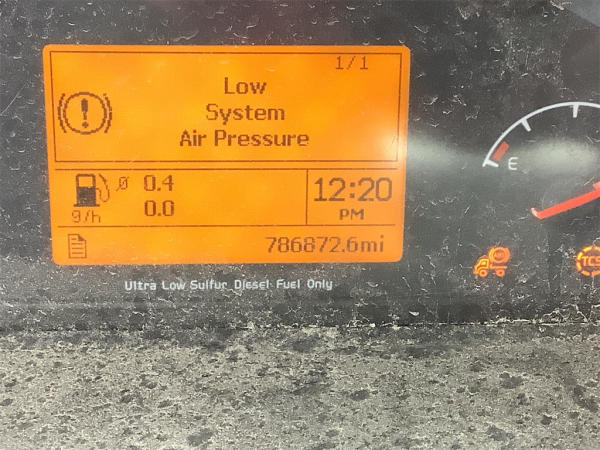 1/1
Low
System
Air Pressure
Ø 0.4
g/h 0.0
12:20
PM
786872.6mi
E
TCS
Ultra Low Sulfur Diesel Fuel Only